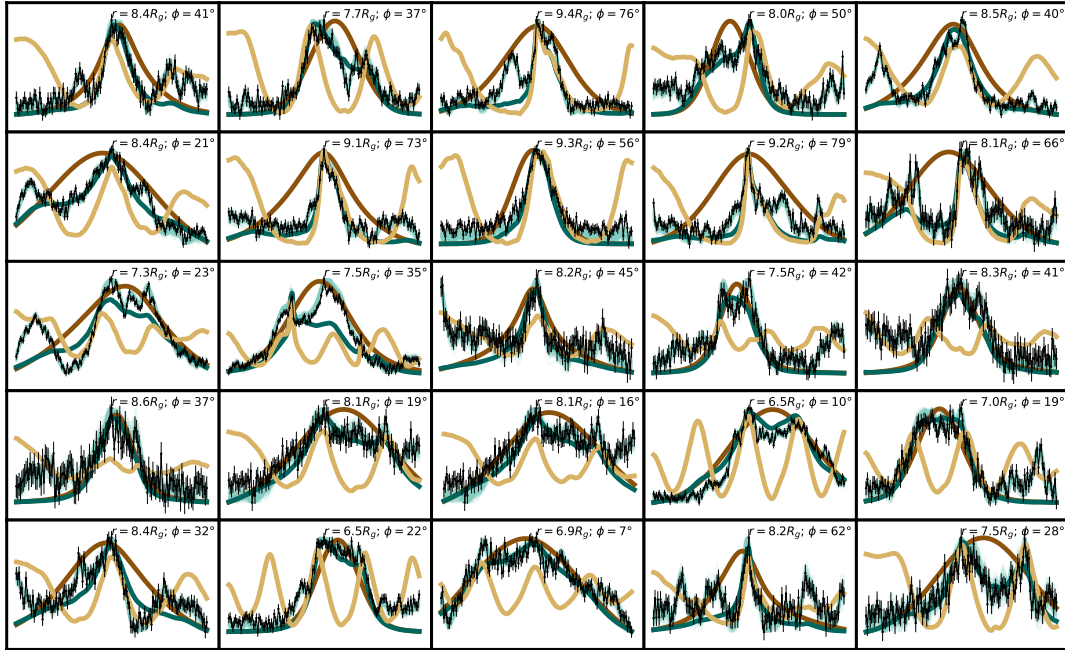 r = 8.4R_g; ϕ = 41°
r = 7.7R_g; ϕ = 37°
r = 9.4R_g; ϕ = 76°
r = 8.0R_g; ϕ = 50°
r = 8.5R_g; ϕ = 40°
r = 8.4R_g; ϕ = 21°
r = 9.1R_g; ϕ = 73°
r = 9.3R_g; ϕ = 56°
r = 9.2R_g; ϕ = 79°
r = 8.1R_g; ϕ = 66°
r = 7.3R_g; ϕ = 23°
r = 7.5R_g; ϕ = 35°
r = 8.2R_g; ϕ = 45°
r = 7.5R_g; ϕ = 42°
r = 8.3R_g; ϕ = 41°
r = 8.6R_g; ϕ = 37°
r = 8.1R_g; ϕ = 19°
r = 8.1R_g; ϕ = 16°
r = 6.5R_g; ϕ = 10°
r = 7.0R_g; ϕ = 19°
r = 8.4R_g; ϕ = 32°
r = 6.5R_g; ϕ = 22°
r = 6.9R_g; ϕ = 7°
r = 8.2R_g; ϕ = 62°
r = 7.5R_g; ϕ = 28°